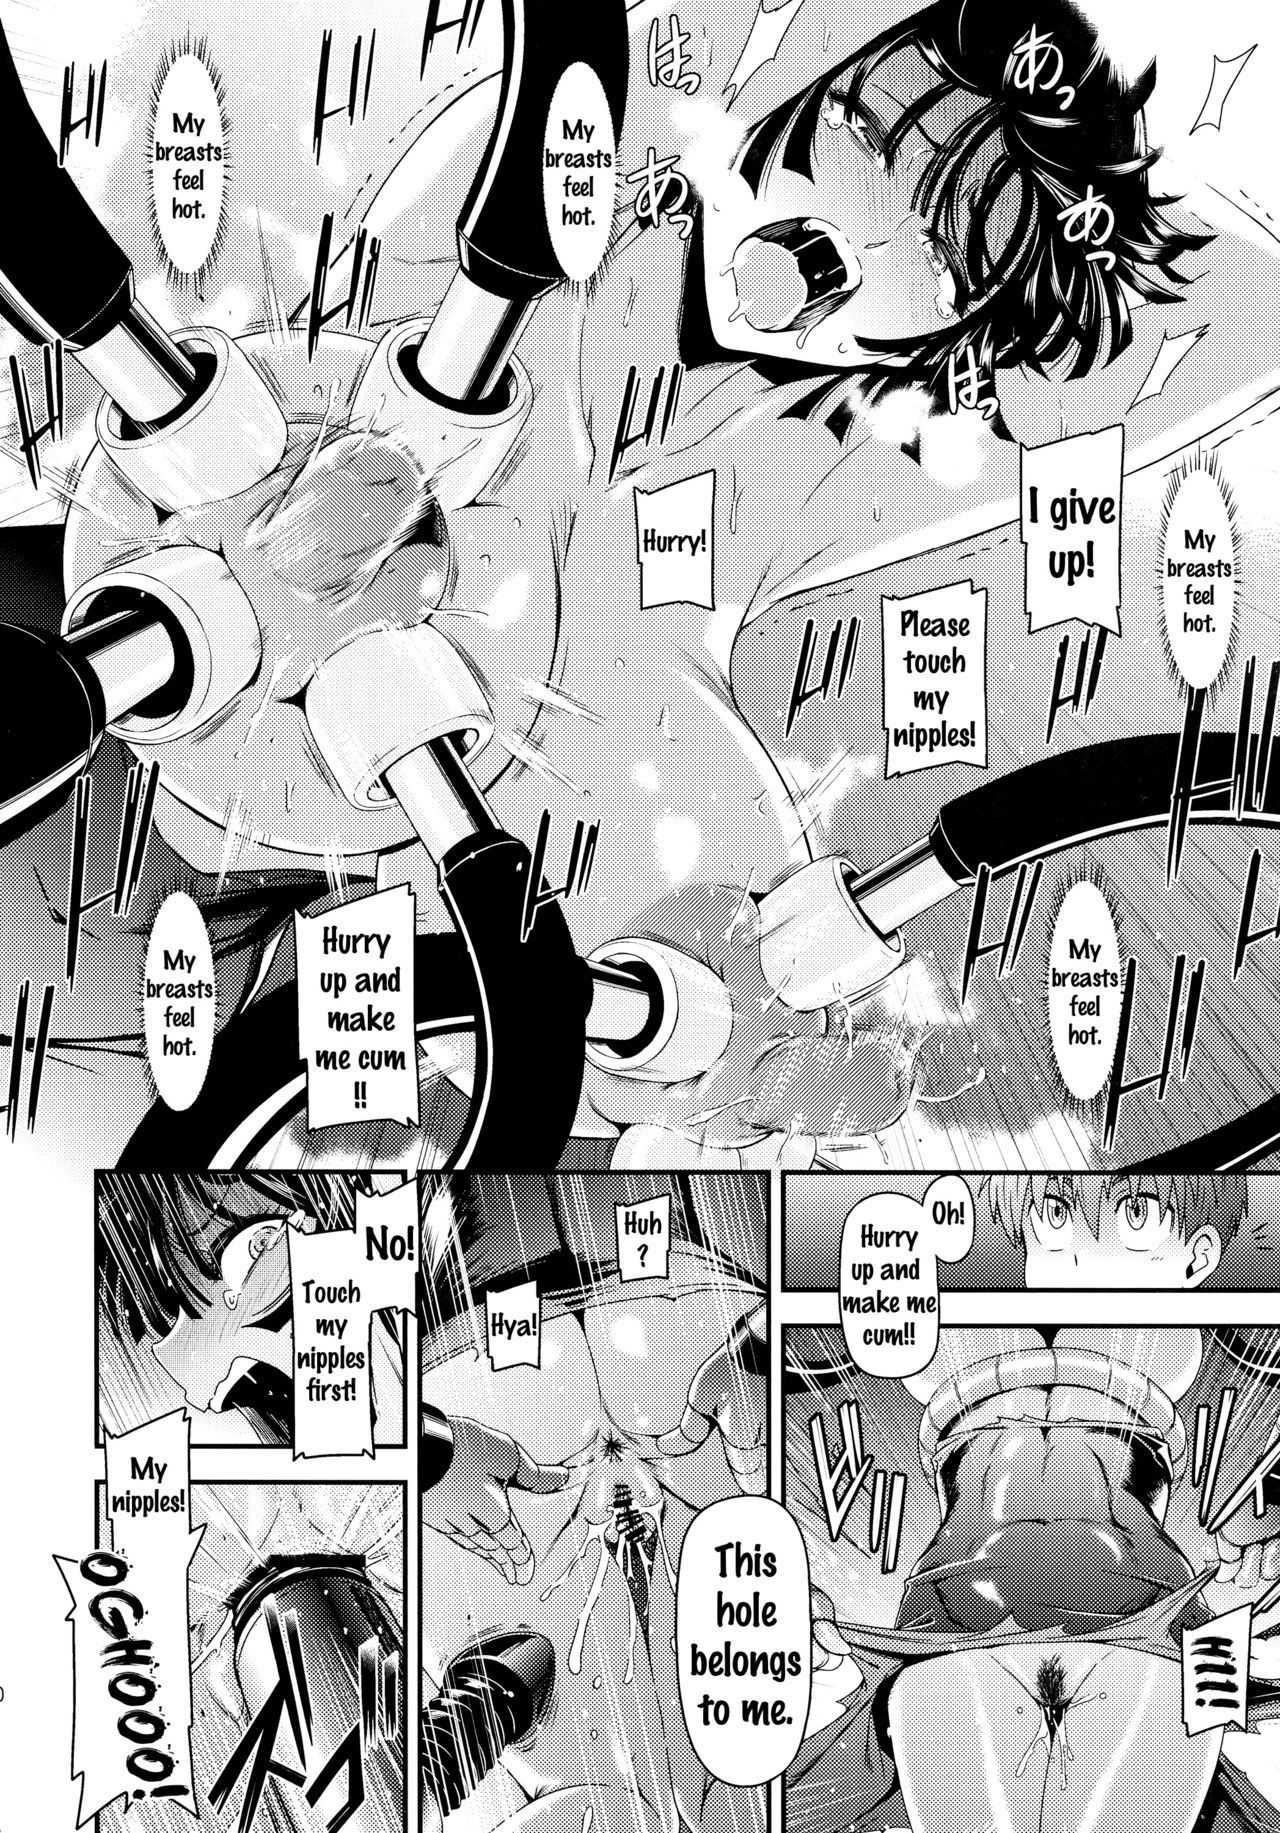 あっ
はっ
My
breasts
feel
hot.
My
breasts
feel
hot.
あっ
あっ
はっ
I give
up!
My
breasts
feel
hot.
Hurry!
Please
touch
my
nipples!
Hurry
up and
make
me cum
!!
My
breasts
feel
hot.
My
breasts
feel
hot.
Oh!
Hurry
up and
make me
cum!!
Hii!
Huh
?
Hya!
This
hole
belongs
to me.
No!
Touch
my
nipples
first!
My
nipples!
OGHOOO!